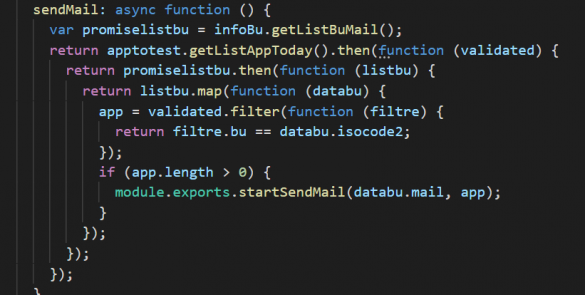 sendMail: async function () {
var promiselistbu = infoBu.getListBuMail();
return apptotest.getListAppToday().then(function (validated) {
return promiselistbu.then(function (listbu) {
return listbu.map(function (databu) {
app = validated.filter(function (filtre) {
return filtre.bu == databu.isocode2;
});
if (app.length > 0) {
module.exports.startSendMail(databu.mail, app);
}
});
});
});
}